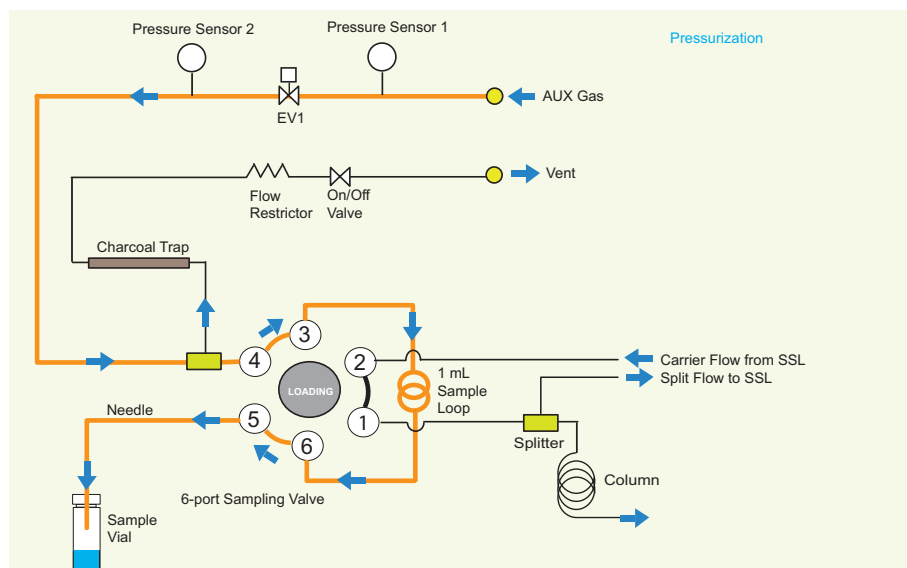 Pressurization
Pressure Sensor 2
Pressure Sensor 1
EV1
AUX Gas
Flow
Restrictor
On/Off
Valve
Vent
Charcoal Trap
3
4
2
Carrier Flow from SSL
Split Flow to SSL
1 mL
Sample
Loop
LOADING
Needle
5
1
6
Splitter
Column
6-port Sampling Valve
Sample
Vial